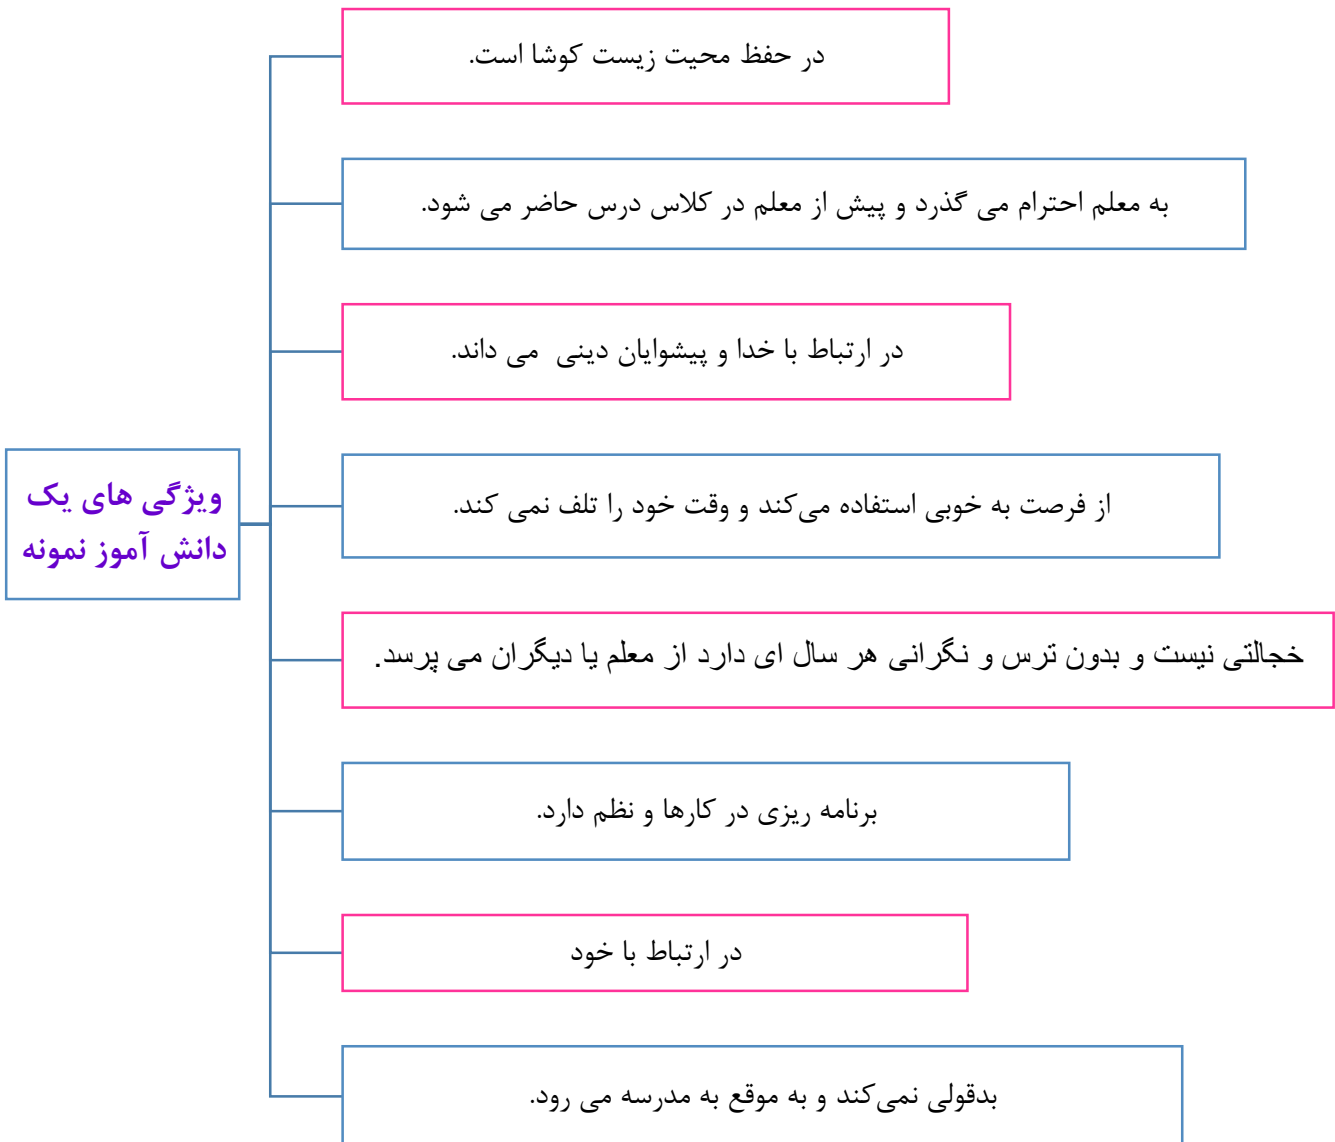 ویژگی های یک
دانش آموز نمونه
در حفظ محیت زیست کوشا است.
به معلم احترام می گذرد و پیش از معلم در کلاس درس حاضر می شود.
در ارتباط با خدا و پیشوایان دینی می داند.
از فرصت به خوبی استفاده می‌کند و وقت خود را تلف نمی کند.
خجالتی نیست و بدون ترس و نگرانی هر سال ای دارد از معلم یا دیگران می پرسد.
برنامه ریزی در کارها و نظم دارد.
در ارتباط با خود
بدقولی نمی‌کند و به موقع به مدرسه می رود.